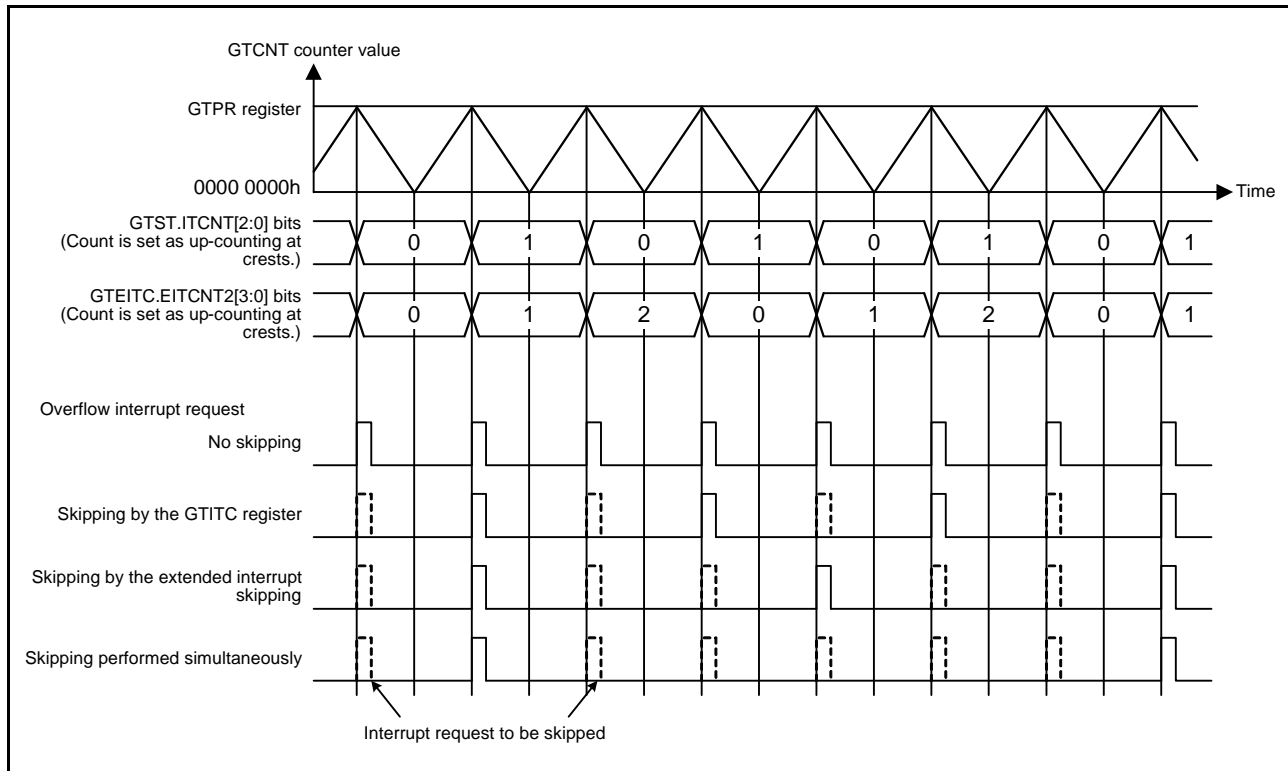 GTCNT counter value
GTPR register
0000 0000h
Time
GTST.ITCNT[2:0] bits
(Count is set as up-counting at
crests.)
0 1 0 1 0 1 0 1
GTEITC.EITCNT2[3:0] bits
(Count is set as up-counting at
crests.)
0 1 2 0 1 2 0 1
Overflow interrupt request
No skipping
Skipping by the GTITC register
Skipping by the extended interrupt
skipping
Skipping performed simultaneously
Interrupt request to be skipped